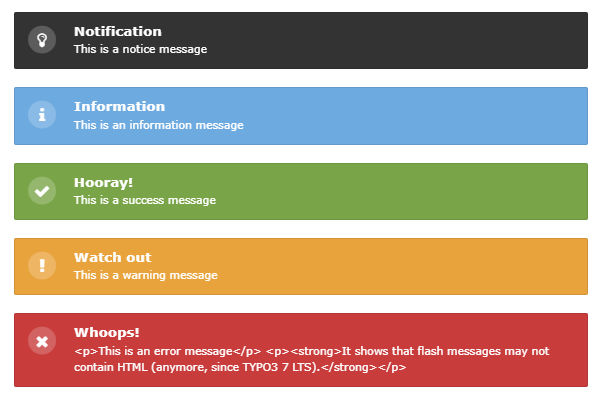 Notification
This is a notice message
Information
This is an information message
Hooray!
This is a success message
Watch out
This is a warning message
Whoops!
<p>This is an error message</p> <p><strong>It shows that flash messages may not
contain HTML (anymore, since TYPO3 7 LTS).</strong></p>